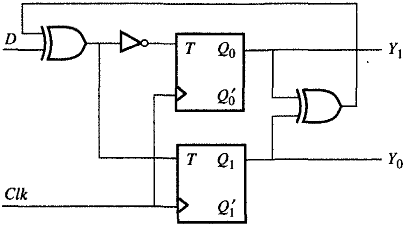 D
T Q₀ Y₁
Q₀′
T Q₁ Y₀
Clk Q₁′